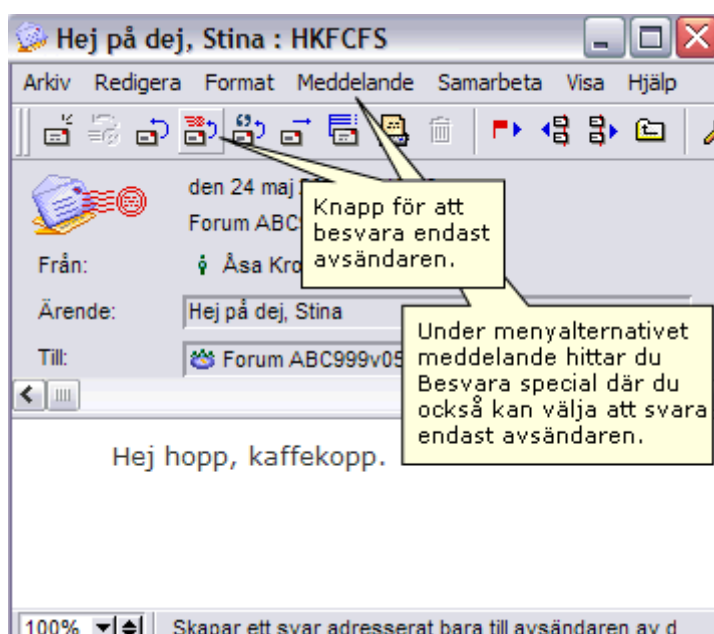 Hej på dej, Stina : HKFCFS
Arkiv Redigera Format Meddelande Samarbeta Visa Hjälp
den 24 maj
Forum ABC
Knapp för att
besvara endast
avsändaren.
Från:
Åsa
Ärende:
Hej på dej, Stina
Till:
Forum ABC999v05
Under menyalternativet
meddelande hittar du
Besvara special där du
också kan välja att svara
endast avsändaren.
Hej hopp, kaffekopp.
100%
Skapar ett svar adresserat bara till avsändaren av d